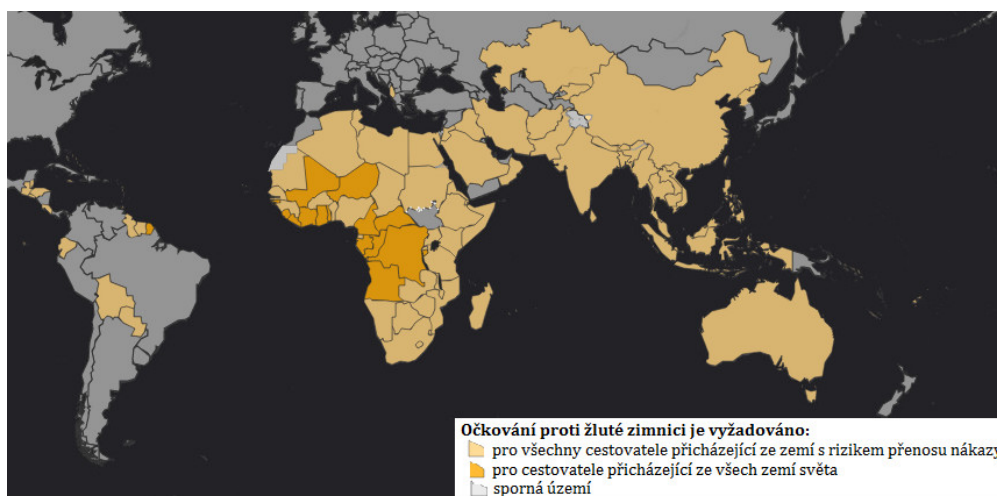 Očkování proti žluté zimnici je vyžadováno:
pro všechny cestovatele přicházející ze zemí s rizikem přenosu nákazy
pro cestovatele přicházející ze všech zemí světa
sporná území